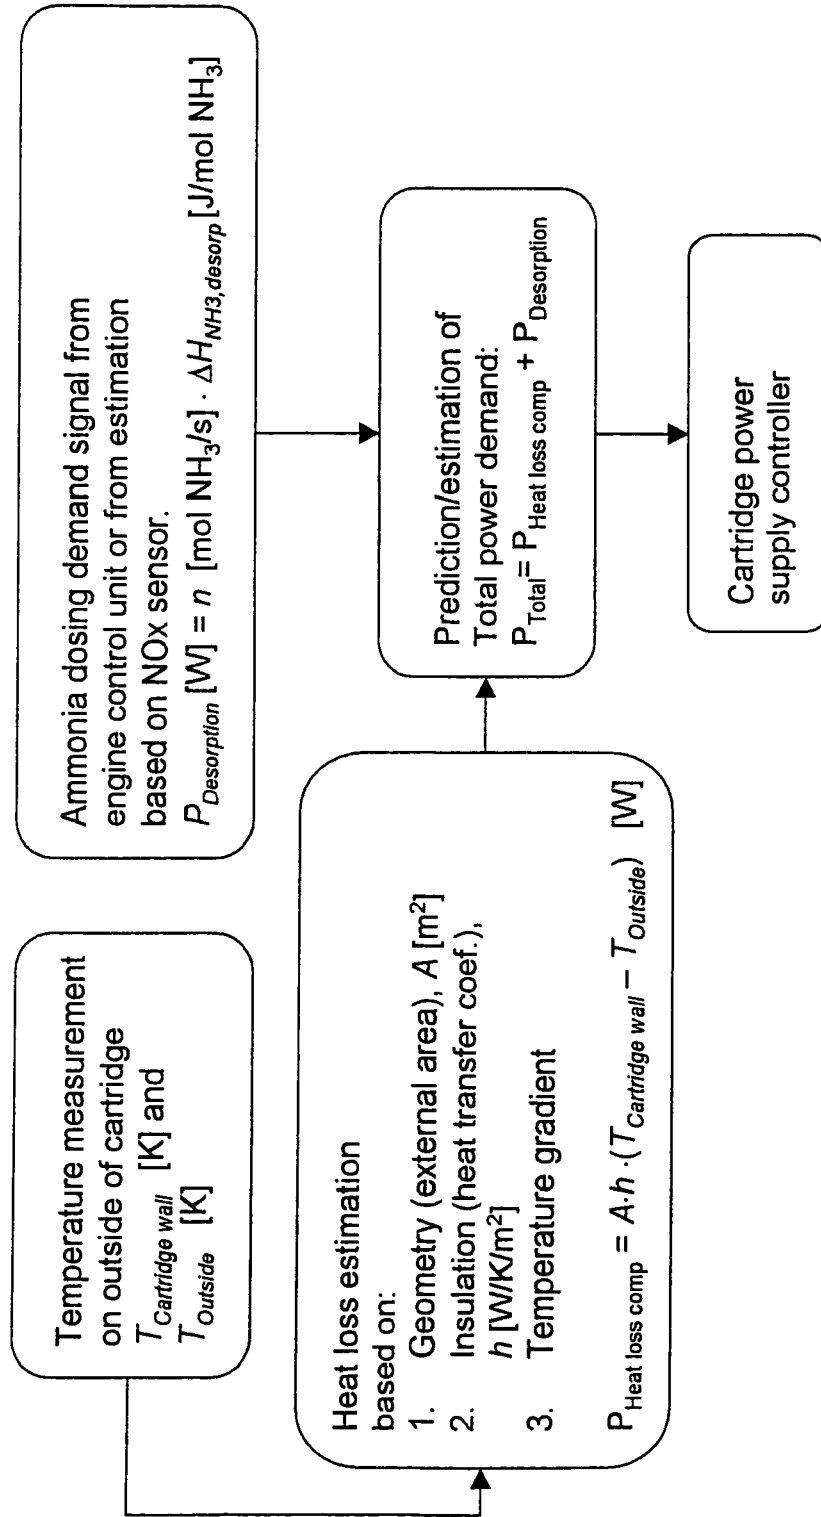 Temperature measurement
on outside of cartridge
T_Cartridge wall [K] and
T_Outside [K]
Ammonia dosing demand signal from
engine control unit or from estimation
based on NOx sensor.
P_Desorption [W] = n [mol NH₃/s] · ΔH_NH3,desorp [J/mol NH₃]
Heat loss estimation
based on:
1. Geometry (external area), A [m²]
2. Insulation (heat transfer coef.),
h [W/K/m²]
3. Temperature gradient
P_Heat loss comp = A·h·(T_Cartridge wall − T_Outside) [W]
Prediction/estimation of
Total power demand:
P_Total = P_Heat loss comp + P_Desorption
Cartridge power
supply controller